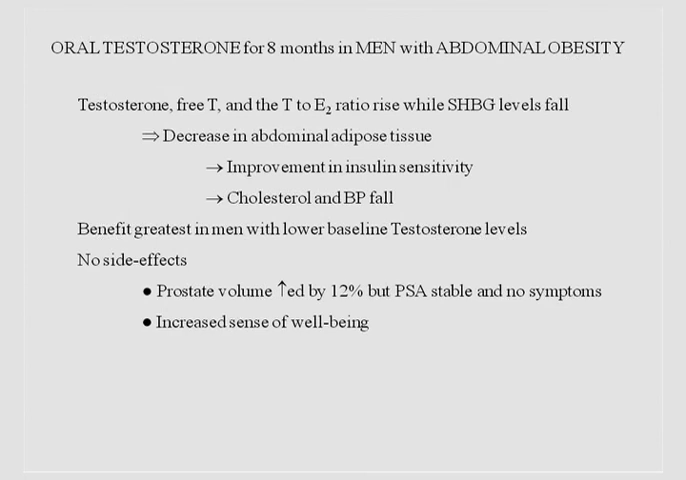 ORAL TESTOSTERONE for 8 months in MEN with ABDOMINAL OBESITY
Testosterone, free T, and the T to E₂ ratio rise while SHBG levels fall
⇒ Decrease in abdominal adipose tissue
→ Improvement in insulin sensitivity
→ Cholesterol and BP fall
Benefit greatest in men with lower baseline Testosterone levels
No side-effects
● Prostate volume ↑ed by 12% but PSA stable and no symptoms
● Increased sense of well-being